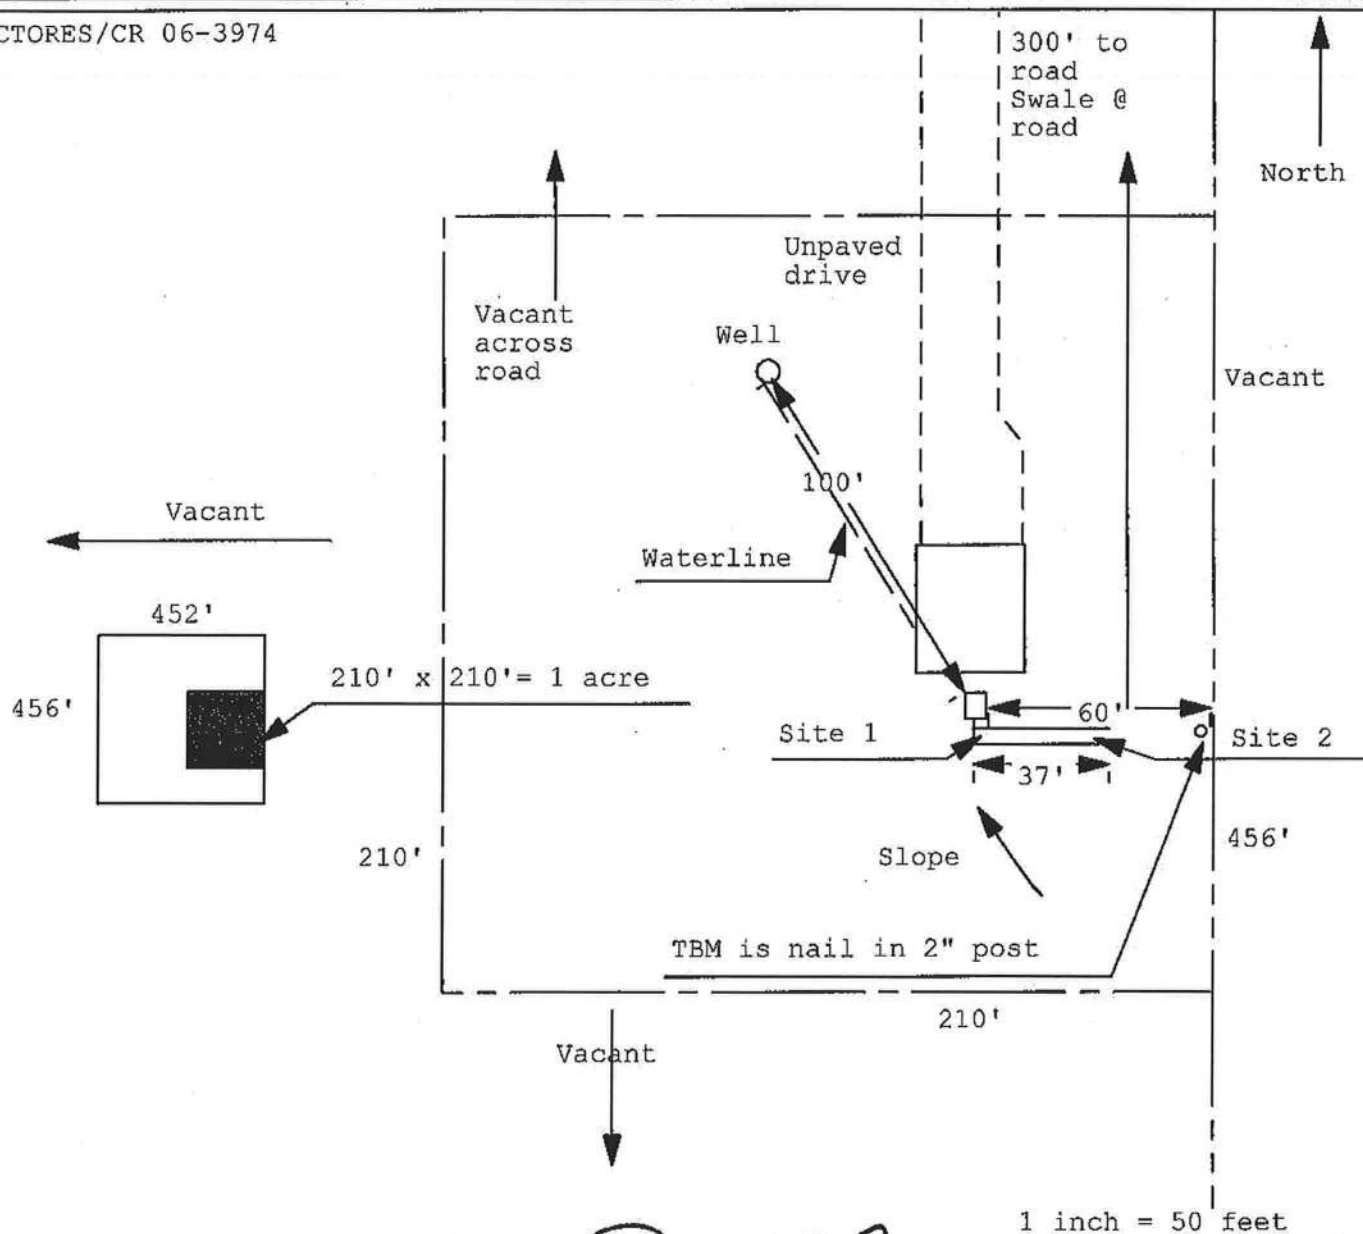 CTORES/CR 06-3974
300' to
road
Swale @
road
North
Unpaved
drive
Vacant
across
road
Well
Vacant
100'
Vacant
Waterline
452'
210' x 210'= 1 acre
456'
60'
Site 1
Site 2
37'
456'
210'
Slope
TBM is nail in 2" post
210'
Vacant
1 inch = 50 feet